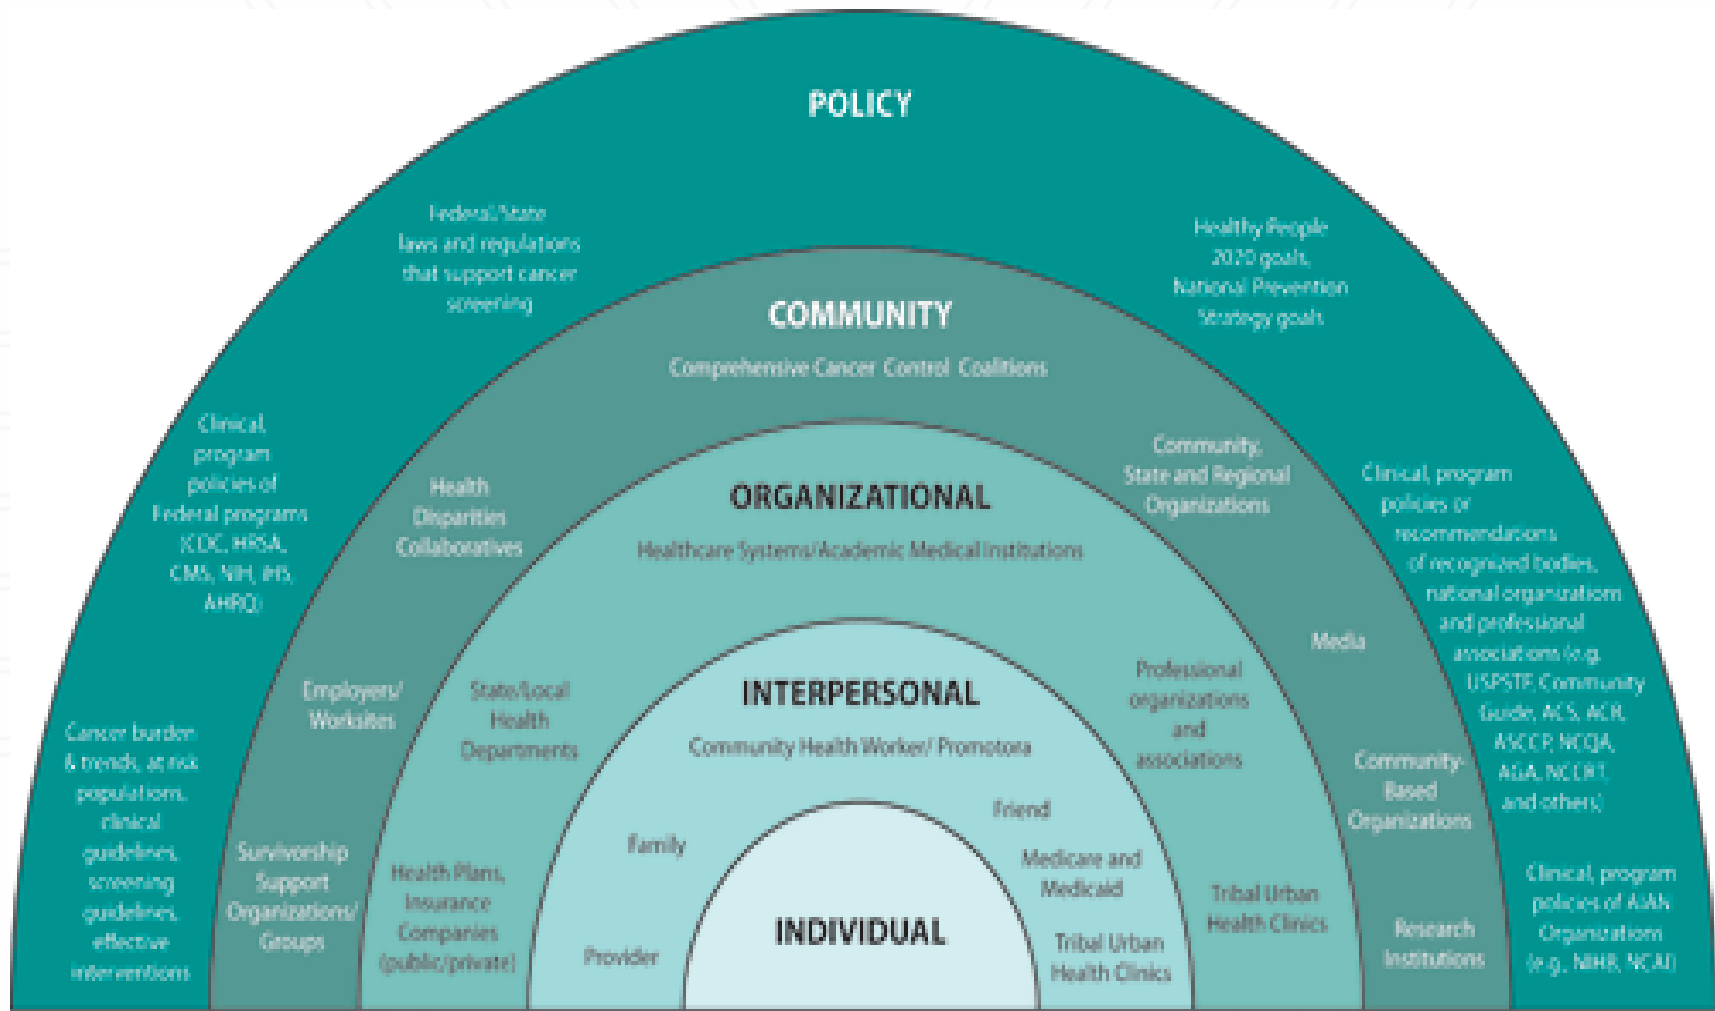 POLICY
Federal/State
laws and regulations
that support cancer
screening
Healthy People
2020 goals,
National Prevention
Strategy goals
Clinical,
program
policies of
Federal programs
(CDC, HRSA,
CMS, NIH, IHS,
AHRQ)
Clinical, program
policies or
recommendations
of recognized bodies,
national organizations
and professional
associations (e.g.
USPSTF, Community
Guide, ACS, ACR,
ASCCP, NCQA,
AGA, NCCRT,
and others)
Cancer burden
& trends, at risk
populations,
clinical
guidelines,
screening
guidelines,
effective
interventions
Clinical, program
policies of AIAN
Organizations
(e.g., NIHB, NCAI)
COMMUNITY
Comprehensive Cancer Control Coalitions
Health
Disparities
Collaboratives
Community,
State and Regional
Organizations
Employers/
Worksites
Media
Survivorship
Support
Organizations/
Groups
Community-
Based
Organizations
Research
Institutions
ORGANIZATIONAL
Healthcare Systems/Academic Medical Institutions
State/Local
Health
Departments
Professional
organizations
and
associations
Health Plans,
Insurance
Companies
(public/private)
Tribal Urban
Health Clinics
INTERPERSONAL
Community Health Worker/ Promotora
Family
Friend
Provider
Medicare and
Medicaid
Tribal Urban
Health Clinics
INDIVIDUAL